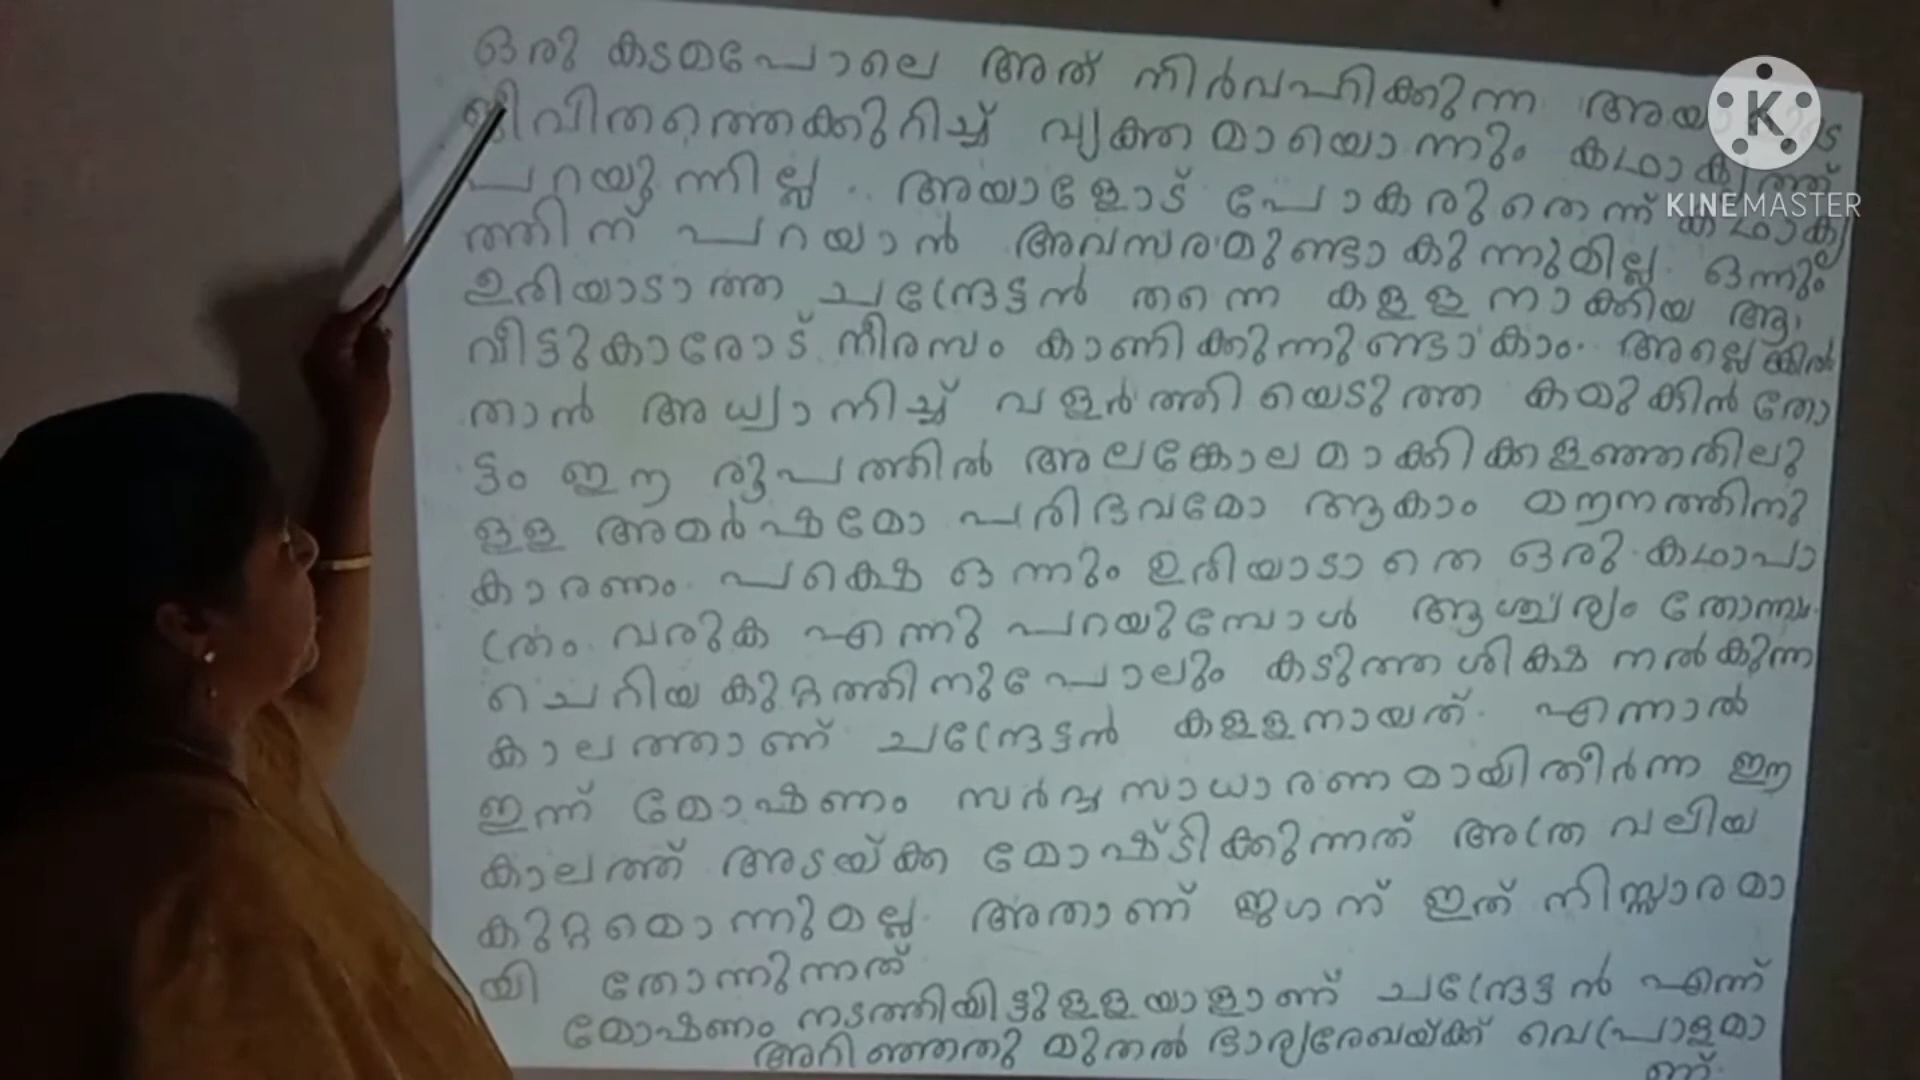 ഒരു കടമപോലെ അത് നിർവഹിക്കുന്ന
ജീവിതത്തെക്കുറിച്ച് വ്യക്തമായൊന്നും
പറയുന്നില്ല. അയാളോട് പോകരുതെന്ന്
ത്തിന് പറയാൻ അവസരമുണ്ടാകുന്നുമില്ല. ഒന്നും
ഉരിയാടാത്ത ചന്ദ്രേട്ടൻ തന്നെ കള്ളനാക്കിയ ആ
വീട്ടുകാരോട് നീരസം കാണിക്കുന്നുണ്ടാകാം. അല്ലെങ്കിൽ
താൻ അധ്വാനിച്ച് വളർത്തിയെടുത്ത കമുകിൻതോ
ട്ടം ഈ രൂപത്തിൽ അലങ്കോലമാക്കിക്കളഞ്ഞതിലു
ള്ള അമർഷമോ പരിഭവമോ ആകാം മൗനത്തിനു
കാരണം. പക്ഷെ ഒന്നും ഉരിയാടാതെ ഒരു കഥാപാ
ത്രം വരുക എന്നു പറയുമ്പോൾ ആശ്ചര്യം തോന്നും.
ചെറിയ കുറ്റത്തിനുപോലും കടുത്തശിക്ഷ നൽകുന്ന
കാലത്താണ് ചന്ദ്രേട്ടൻ കള്ളനായത്. എന്നാൽ
ഇന്ന് മോഷണം സർവ്വസാധാരണമായിതീർന്ന ഈ
കാലത്ത് അടയ്ക്ക മോഷ്ടിക്കുന്നത് അത്ര വലിയ
കുറ്റമൊന്നുമല്ല. അതാണ് ജഗന് ഇത് നിസ്സാരമാ
യി തോന്നുന്നത്
മോഷണം നടത്തിയിട്ടുള്ളയാളാണ് ചന്ദ്രേട്ടൻ എന്ന്
അറിഞ്ഞതു മുതൽ ഭാര്യരേഖയ്ക്ക് വെപ്രാളമാ
ണ്.
KINEMASTER